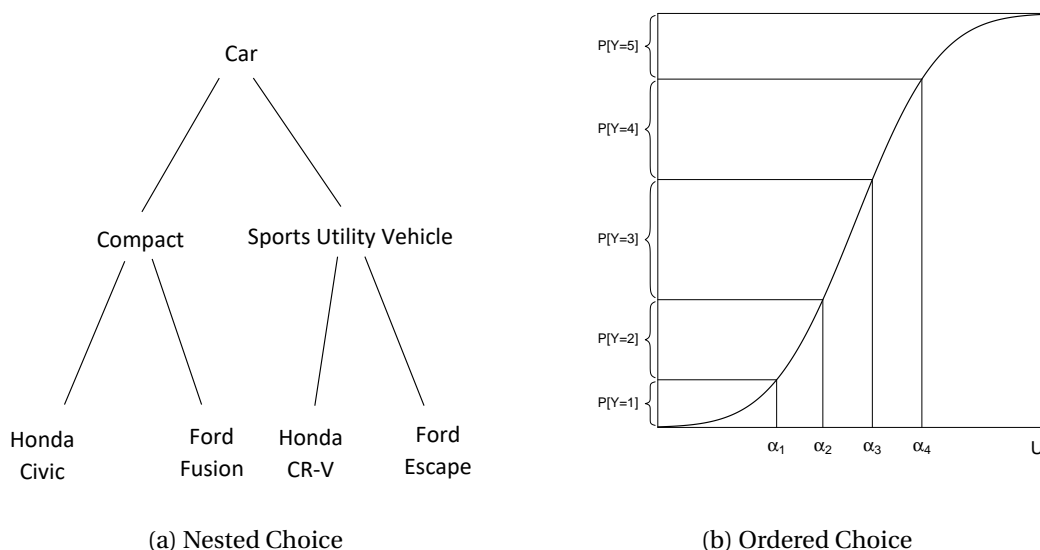 Car
Compact
Sports Utility Vehicle
Honda
Civic
Ford
Fusion
Honda
CR-V
Ford
Escape
(a) Nested Choice
P[Y=5]
P[Y=4]
P[Y=3]
P[Y=2]
P[Y=1]
α1 α2 α3 α4 U
(b) Ordered Choice